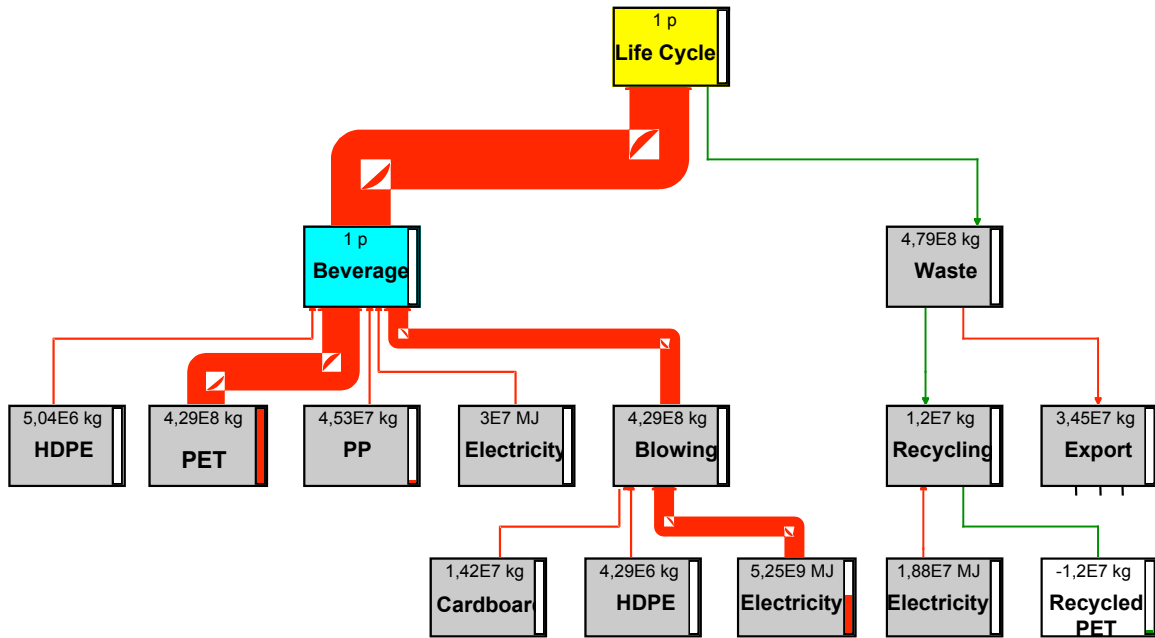 1 p
Life Cycle
1 p
Beverage
4,79E8 kg
Waste
5,04E6 kg
HDPE
4,29E8 kg
PET
4,53E7 kg
PP
3E7 MJ
Electricity
4,29E8 kg
Blowing
1,2E7 kg
Recycling
3,45E7 kg
Export
1,42E7 kg
Cardboard
4,29E6 kg
HDPE
5,25E9 MJ
Electricity
1,88E7 MJ
Electricity
-1,2E7 kg
Recycled
PET